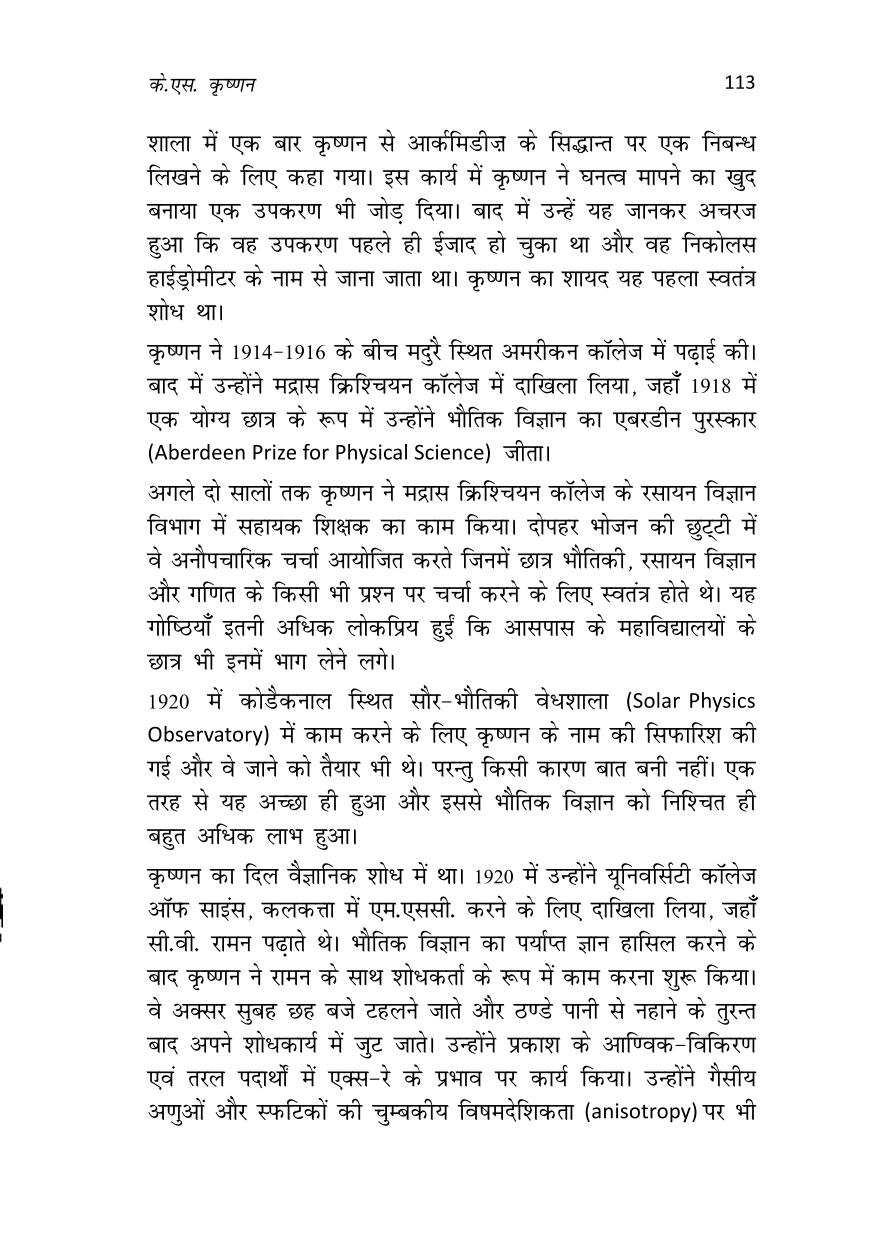 के.एस. कृष्णन 113
शाला में एक बार कृष्णन से आर्कमिडीज़ के सिद्धान्त पर एक निबन्ध
लिखने के लिए कहा गया। इस कार्य में कृष्णन ने घनत्व मापने का खुद
बनाया एक उपकरण भी जोड़ दिया। बाद में उन्हें यह जानकर अचरज
हुआ कि वह उपकरण पहले ही ईजाद हो चुका था और वह निकोलस
हाईड्रोमीटर के नाम से जाना जाता था। कृष्णन का शायद यह पहला स्वतंत्र
शोध था।
कृष्णन ने 1914-1916 के बीच मदुरै स्थित अमरीकन कॉलेज में पढ़ाई की।
बाद में उन्होंने मद्रास क्रिश्चियन कॉलेज में दाखिला लिया, जहाँ 1918 में
एक योग्य छात्र के रूप में उन्होंने भौतिक विज्ञान का एबरडीन पुरस्कार
(Aberdeen Prize for Physical Science) जीता।
अगले दो सालों तक कृष्णन ने मद्रास क्रिश्चियन कॉलेज के रसायन विज्ञान
विभाग में सहायक शिक्षक का काम किया। दोपहर भोजन की छुट्टी में
वे अनौपचारिक चर्चा आयोजित करते जिनमें छात्र भौतिकी, रसायन विज्ञान
और गणित के किसी भी प्रश्न पर चर्चा करने के लिए स्वतंत्र होते थे। यह
गोष्ठियाँ इतनी अधिक लोकप्रिय हुईं कि आसपास के महाविद्यालयों के
छात्र भी इनमें भाग लेने लगे।
1920 में कोडैकनाल स्थित सौर-भौतिकी वेधशाला (Solar Physics
Observatory) में काम करने के लिए कृष्णन के नाम की सिफारिश की
गई और वे जाने को तैयार भी थे। परन्तु किसी कारण बात बनी नहीं। एक
तरह से यह अच्छा ही हुआ और इससे भौतिक विज्ञान को निश्चित ही
बहुत अधिक लाभ हुआ।
कृष्णन का दिल वैज्ञानिक शोध में था। 1920 में उन्होंने यूनिवर्सिटी कॉलेज
ऑफ साइंस, कलकत्ता में एम.एससी. करने के लिए दाखिला लिया, जहाँ
सी.वी. रामन पढ़ाते थे। भौतिक विज्ञान का पर्याप्त ज्ञान हासिल करने के
बाद कृष्णन ने रामन के साथ शोधकर्ता के रूप में काम करना शुरू किया।
वे अक्सर सुबह छह बजे टहलने जाते और ठण्डे पानी से नहाने के तुरन्त
बाद अपने शोधकार्य में जुट जाते। उन्होंने प्रकाश के आण्विक-विकिरण
एवं तरल पदार्थों में एक्स-रे के प्रभाव पर कार्य किया। उन्होंने गैसीय
अणुओं और स्फटिकों की चुम्बकीय विषमदेशिकता (anisotropy) पर भी